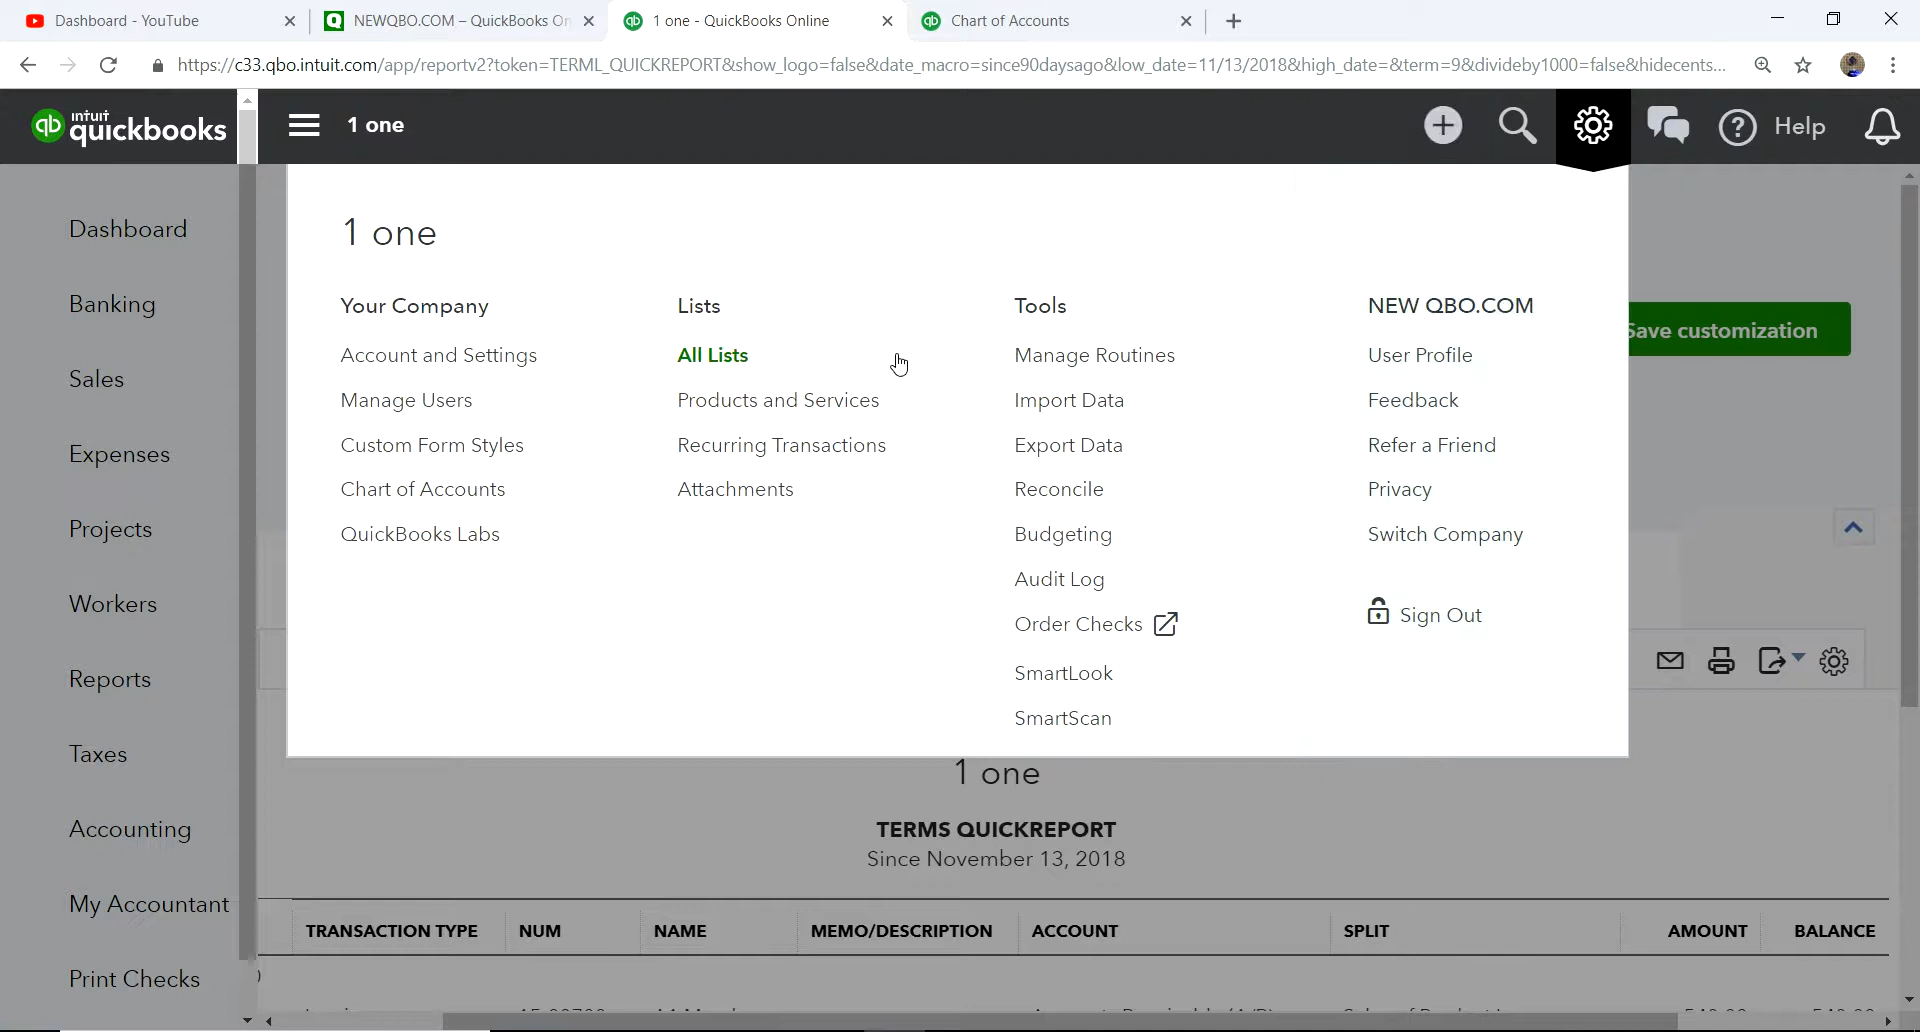 Dashboard - YouTube
NEWQBO.COM – QuickBooks On
1 one - QuickBooks Online
Chart of Accounts
https://c33.qbo.intuit.com/app/reportv2?token=TERML_QUICKREPORT&show_logo=false&date_macro=since90daysago&low_date=11/13/2018&high_date=&term=9&divideby1000=false&hidecents...
qb intuit quickbooks
1 one
Help
Dashboard
Banking
Sales
Expenses
Projects
Workers
Reports
Taxes
Accounting
My Accountant
Print Checks
1 one
Your Company
Account and Settings
Manage Users
Custom Form Styles
Chart of Accounts
QuickBooks Labs
Lists
All Lists
Products and Services
Recurring Transactions
Attachments
Tools
Manage Routines
Import Data
Export Data
Reconcile
Budgeting
Audit Log
Order Checks
SmartLook
SmartScan
NEW QBO.COM
User Profile
Feedback
Refer a Friend
Privacy
Switch Company
Sign Out
Save customization
1 one
TERMS QUICKREPORT
Since November 13, 2018
TRANSACTION TYPE NUM NAME MEMO/DESCRIPTION ACCOUNT SPLIT AMOUNT BALANCE